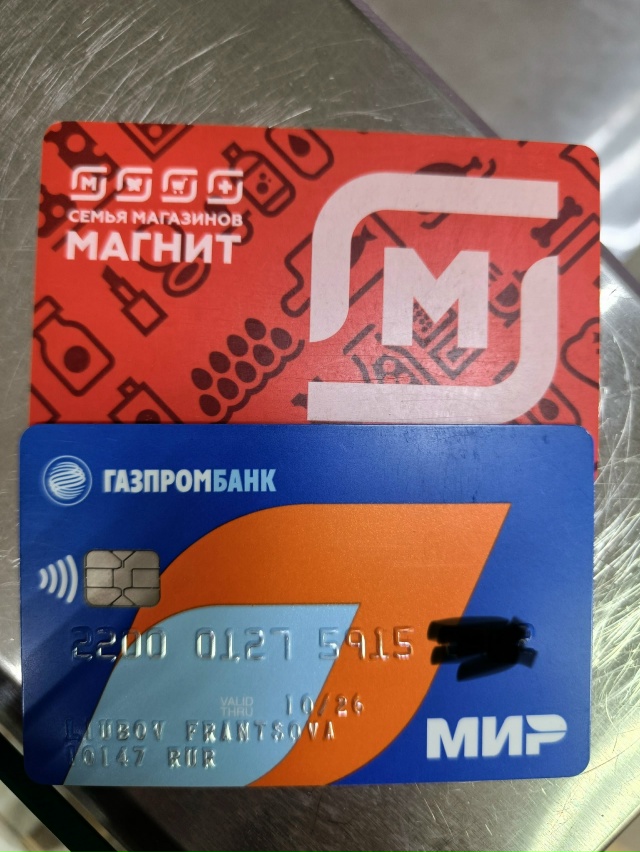 СЕМЬЯ МАГАЗИНОВ
МАГНИТ
М
ГАЗПРОМБАНК
2200 0127 5915
VALID THRU 10/26
LIUBOV FRANTSOVA
10147 RUR
МИР